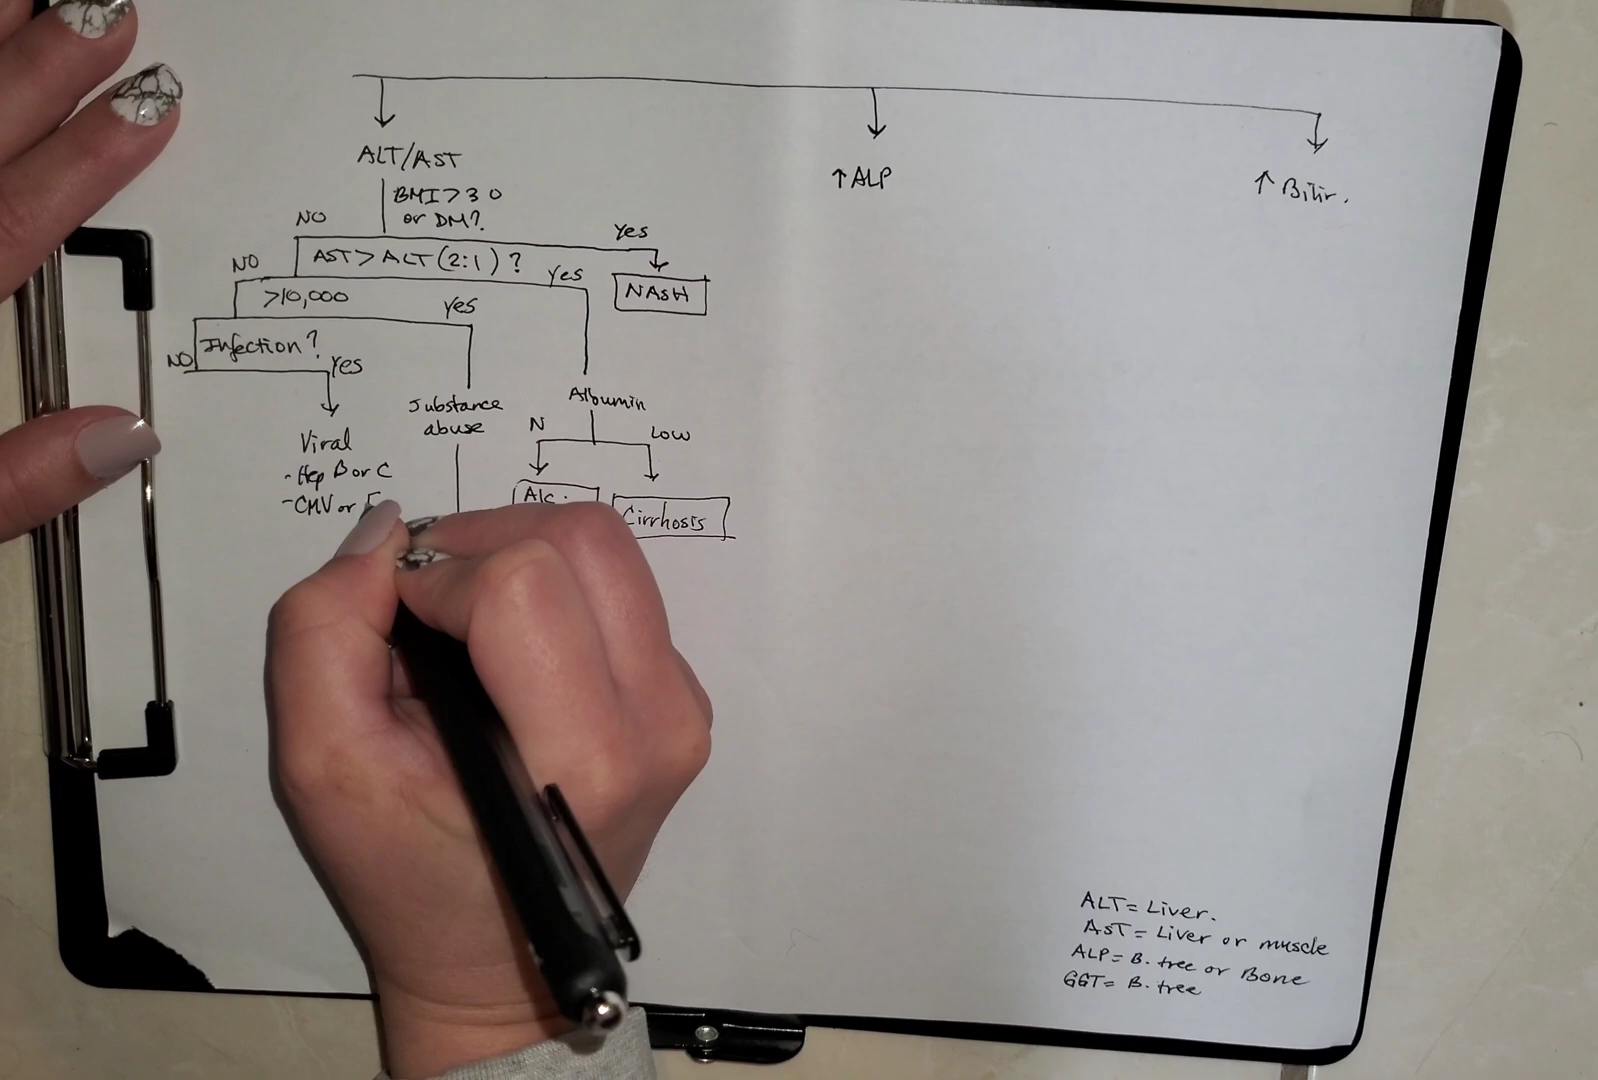 ALT/AST
BMI>30
or DM?
NO
Yes
AST>ALT(2:1)?
NO
Yes
NASH
>10,000
Yes
Infection?
NO
Yes
Substance
abuse
Albumin
N
Low
Viral
-Hep B or C
-CMV or
Alc.
Cirrhosis
↑ALP
↑ Bilir.
ALT= Liver.
AST= Liver or muscle
ALP= B. tree or Bone
GGT= B. tree